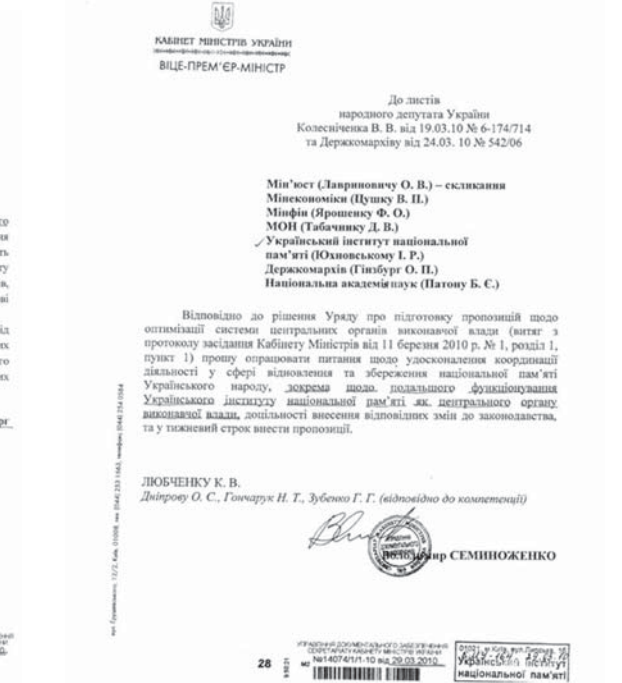 КАБІНЕТ МІНІСТРІВ УКРАЇНИ
ВІЦЕ-ПРЕМ'ЄР-МІНІСТР
До листів
народного депутата України
Колесніченка В. В. від 19.03.10 № 6-174/714
та Держкомархіву від 24.03. 10 № 542/06
Мін'юст (Лавриновичу О. В.) – скликання
Мінекономіки (Цушку В. П.)
Мінфін (Ярошенку Ф. О.)
МОН (Табачнику Д. В.)
Український інститут національної
пам'яті (Юхновському І. Р.)
Держкомархів (Гінзбург О. П.)
Національна академія наук (Патону Б. Є.)
Відповідно до рішення Уряду про підготовку пропозицій щодо
оптимізації системи центральних органів виконавчої влади (витяг з
протоколу засідання Кабінету Міністрів від 11 березня 2010 р. № 1, розділ 1,
пункт 1) прошу опрацювати питання щодо удосконалення координації
діяльності у сфері відновлення та збереження національної пам'яті
Українського народу, зокрема щодо подальшого функціонування
Українського інституту національної пам'яті як центрального органу
виконавчої влади, доцільності внесення відповідних змін до законодавства,
та у тижневий строк внести пропозиції.
ЛЮБЧЕНКУ К. В.
Дніпрову О. С., Гончарук Н. Т., Зубенко Г. Г. (відповідно до компетенції)
Володимир СЕМИНОЖЕНКО
УПРАВЛІННЯ ДОКУМЕНТАЛЬНОГО ЗАБЕЗПЕЧЕННЯ
СЕКРЕТАРІАТУ КАБІНЕТУ МІНІСТРІВ УКРАЇНИ
28
№14074/1/1-10 від 29.03.2010
Український інститут
національної пам'яті